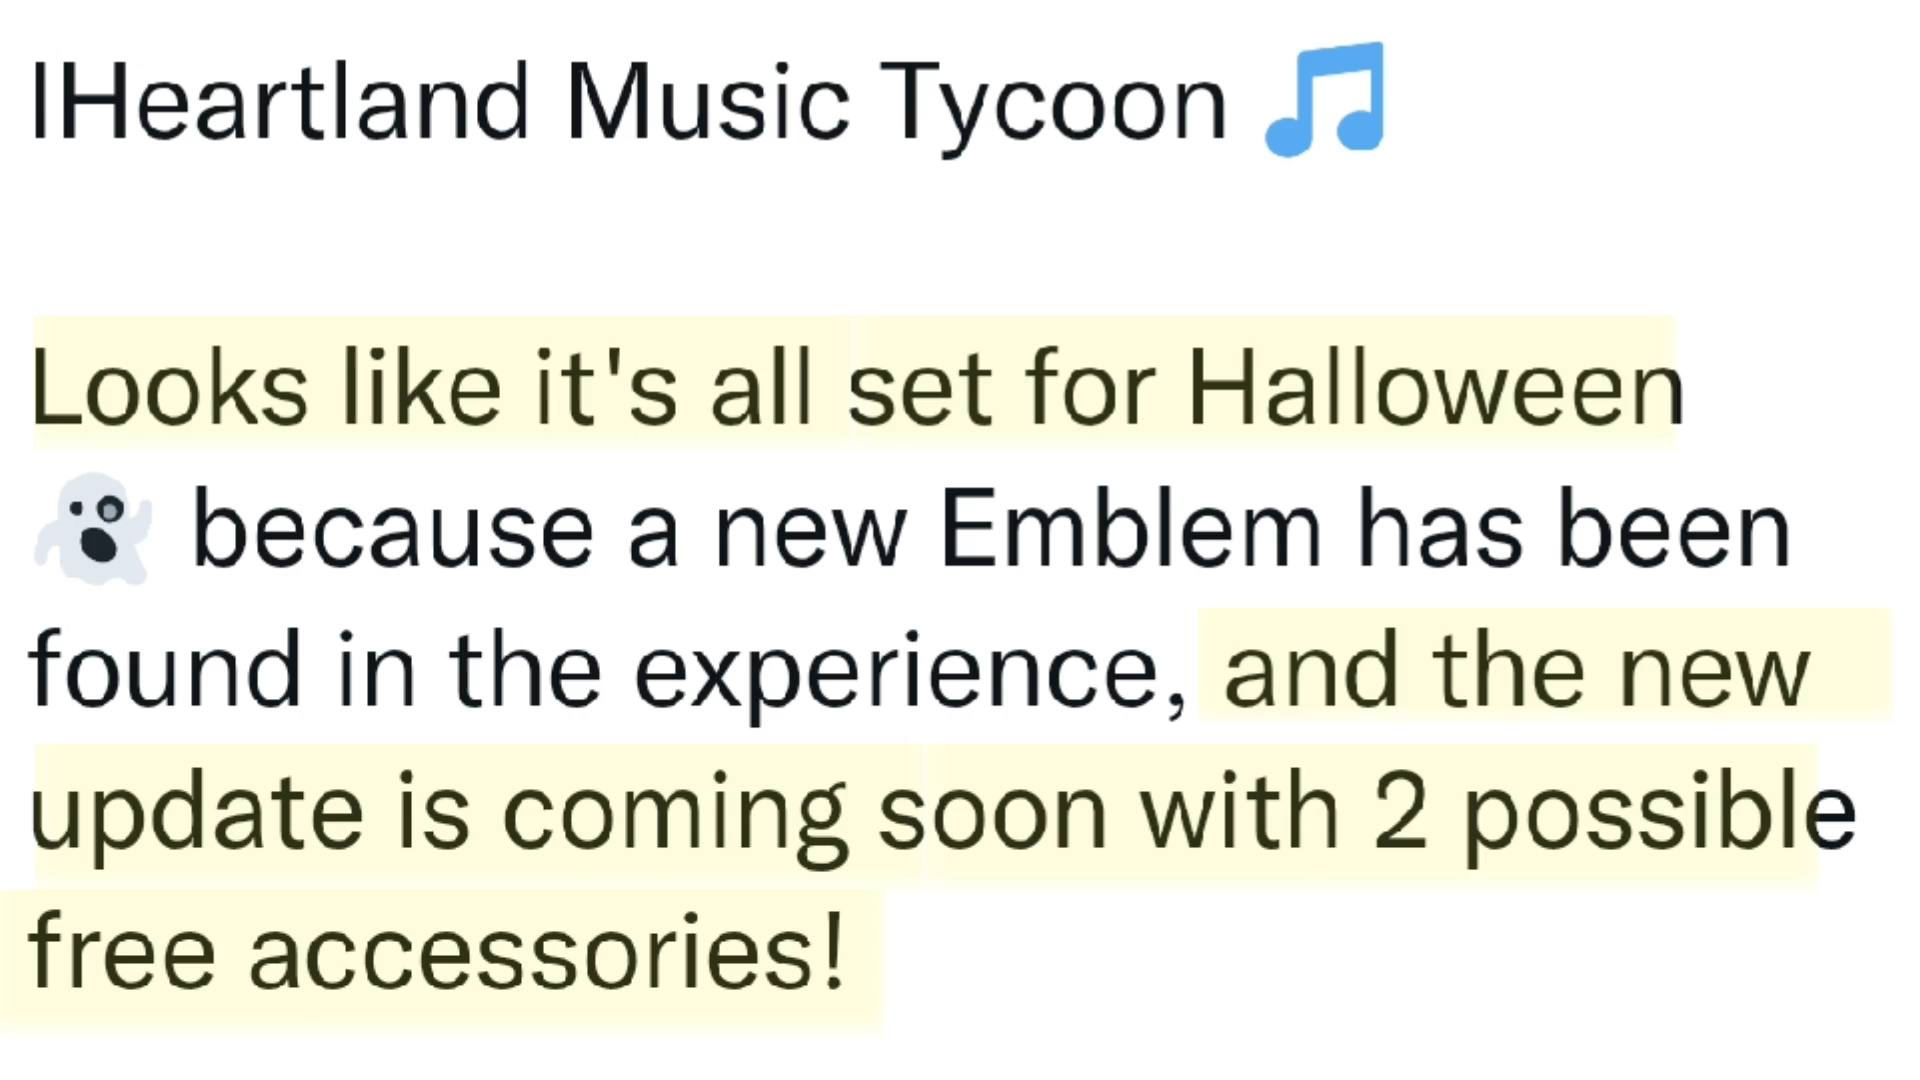 IHeartland Music Tycoon 🎵
Looks like it's all set for Halloween
👻 because a new Emblem has been
found in the experience, and the new
update is coming soon with 2 possible
free accessories!